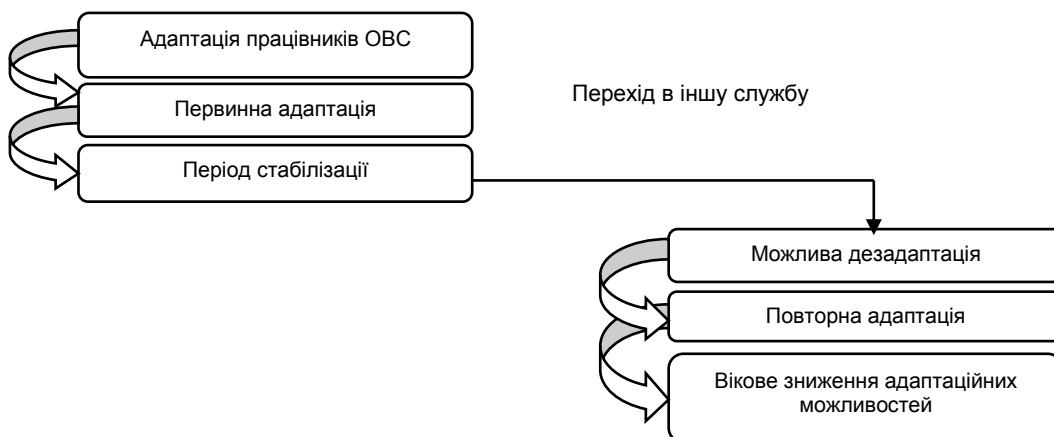 Адаптація працівників ОВС
Первинна адаптація
Перехід в іншу службу
Період стабілізації
Можлива дезадаптація
Повторна адаптація
Вікове зниження адаптаційних
можливостей